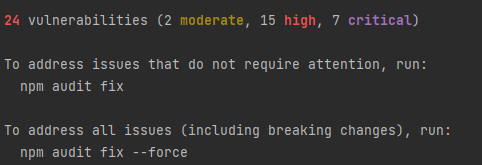 24 vulnerabilities (2 moderate, 15 high, 7 critical)
To address issues that do not require attention, run:
npm audit fix
To address all issues (including breaking changes), run:
npm audit fix --force